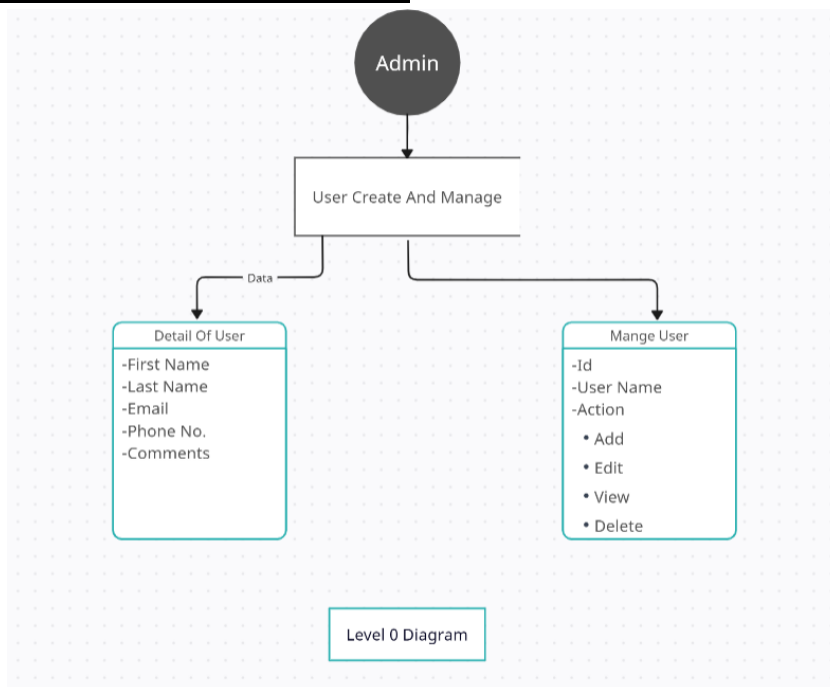 Admin
User Create And Manage
Data
Detail Of User
-First Name
-Last Name
-Email
-Phone No.
-Comments
Mange User
-Id
-User Name
-Action
• Add
• Edit
• View
• Delete
Level 0 Diagram